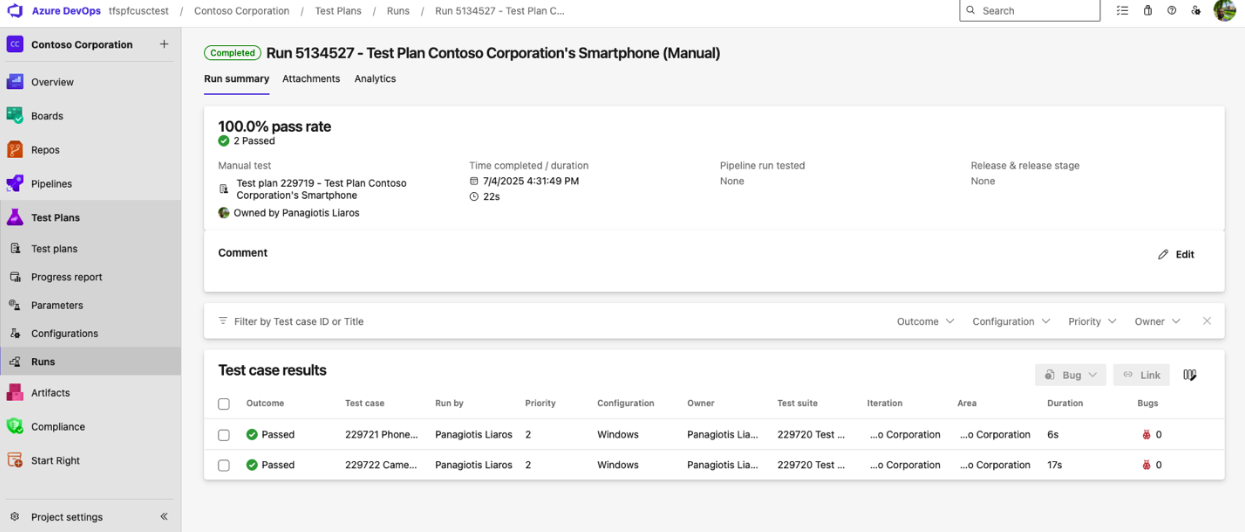 Azure DevOps tfspfcusctest / Contoso Corporation / Test Plans / Runs / Run 5134527 - Test Plan C...
Search
CC Contoso Corporation +
Overview
Boards
Repos
Pipelines
Test Plans
Test plans
Progress report
Parameters
Configurations
Runs
Artifacts
Compliance
Start Right
Project settings
Completed Run 5134527 - Test Plan Contoso Corporation's Smartphone (Manual)
Run summary Attachments Analytics
100.0% pass rate
2 Passed
Manual test
Test plan 229719 - Test Plan Contoso
Corporation's Smartphone
Owned by Panagiotis Liaros
Time completed / duration
7/4/2025 4:31:49 PM
22s
Pipeline run tested
None
Release & release stage
None
Comment
Edit
Filter by Test case ID or Title
Outcome Configuration Priority Owner
Test case results
Bug Link
Outcome Test case Run by Priority Configuration Owner Test suite Iteration Area Duration Bugs
Passed 229721 Phone... Panagiotis Liaros 2 Windows Panagiotis Lia... 229720 Test ... ...o Corporation ...o Corporation 6s 0
Passed 229722 Came... Panagiotis Liaros 2 Windows Panagiotis Lia... 229720 Test ... ...o Corporation ...o Corporation 17s 0